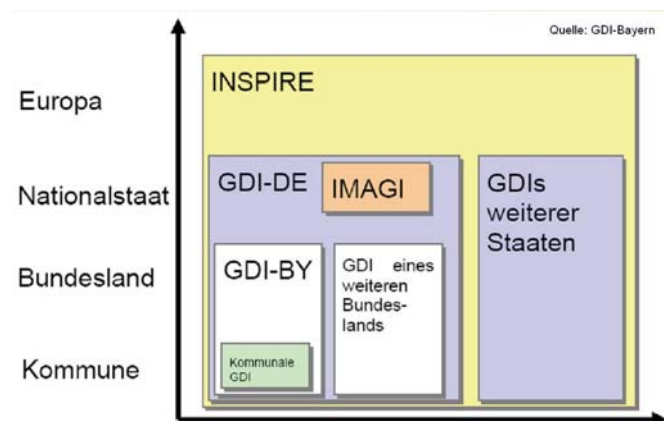 Quelle: GDI-Bayern
Europa
INSPIRE
Nationalstaat
GDI-DE
IMAGI
GDIs
weiterer
Staaten
Bundesland
GDI-BY
GDI eines
weiteren
Bundes-
lands
Kommune
Kommunale
GDI